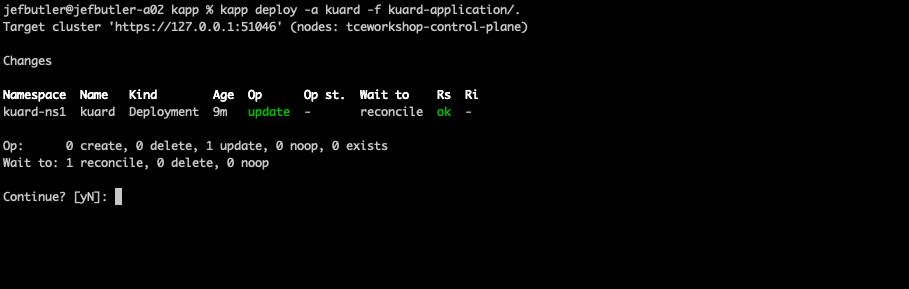 jefbutler@jefbutler-a02 kapp % kapp deploy -a kuard -f kuard-application/.
Target cluster 'https://127.0.0.1:51046' (nodes: tceworkshop-control-plane)
Changes
Namespace  Name   Kind        Age  Op      Op st.  Wait to    Rs  Ri
kuard-ns1  kuard  Deployment  9m   update  -       reconcile  ok  -
Op:      0 create, 0 delete, 1 update, 0 noop, 0 exists
Wait to: 1 reconcile, 0 delete, 0 noop
Continue? [yN]: